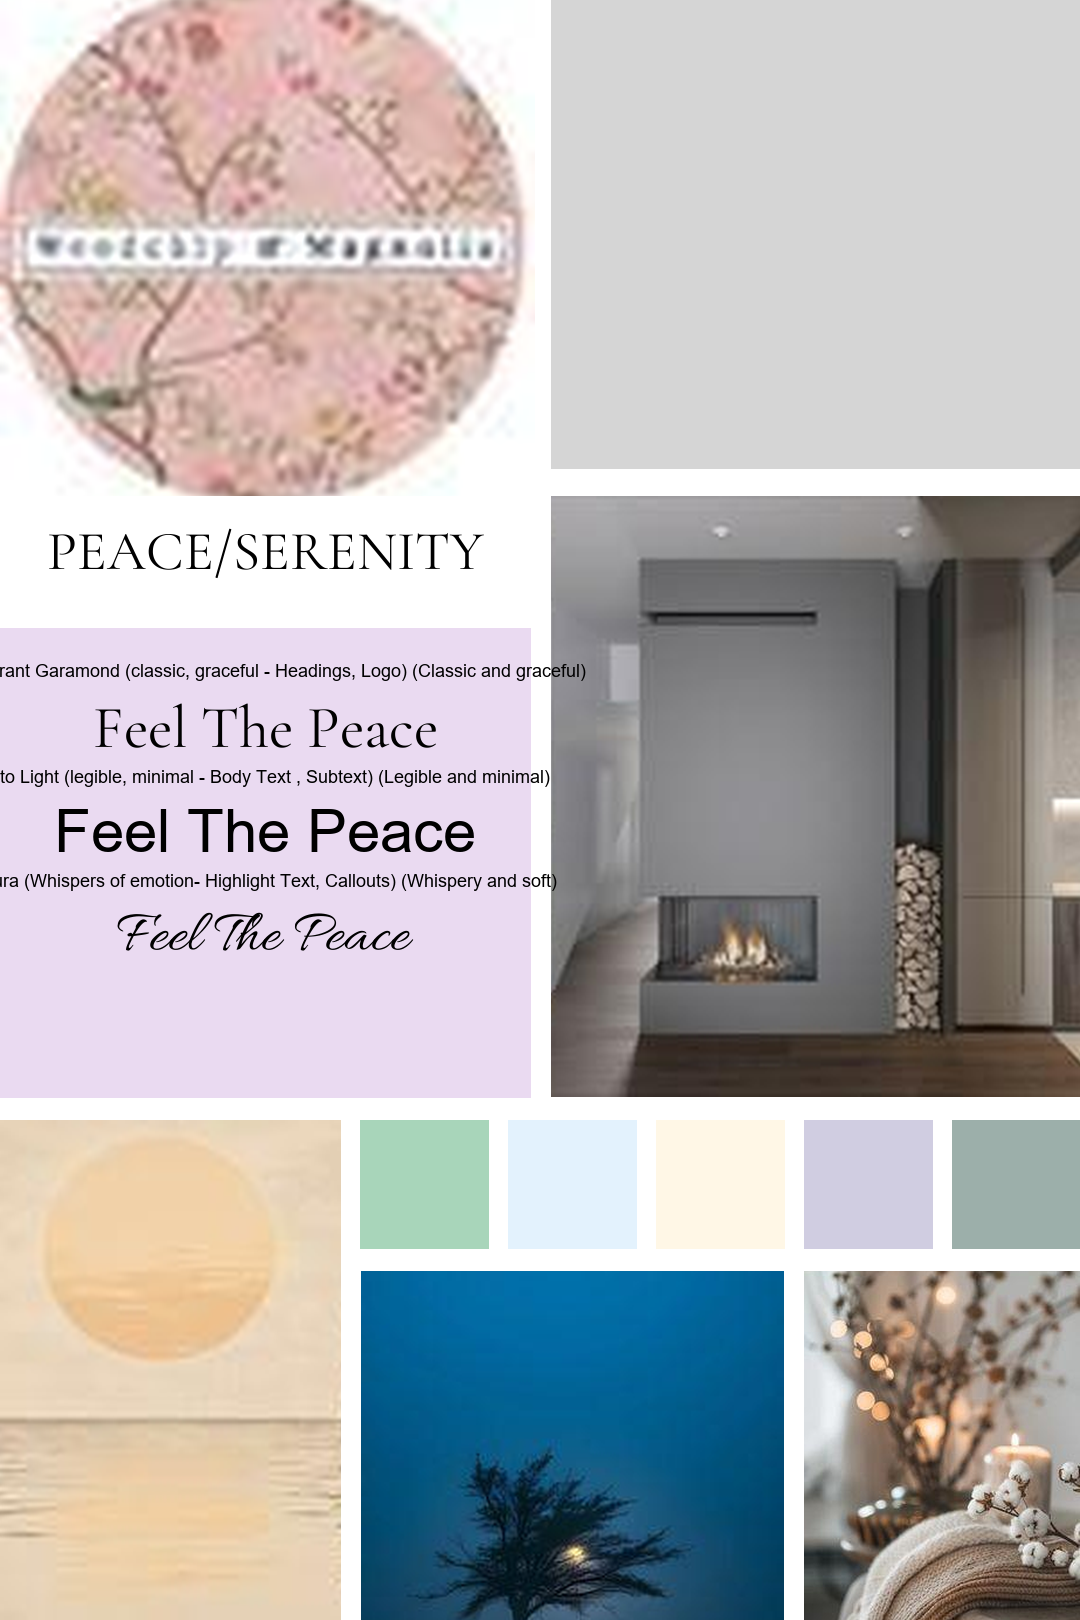 Woodchip & Magnolia
PEACE/SERENITY
rant Garamond (classic, graceful - Headings, Logo) (Classic and graceful)
Feel The Peace
to Light (legible, minimal - Body Text , Subtext) (Legible and minimal)
Feel The Peace
ura (Whispers of emotion- Highlight Text, Callouts) (Whispery and soft)
Feel The Peace